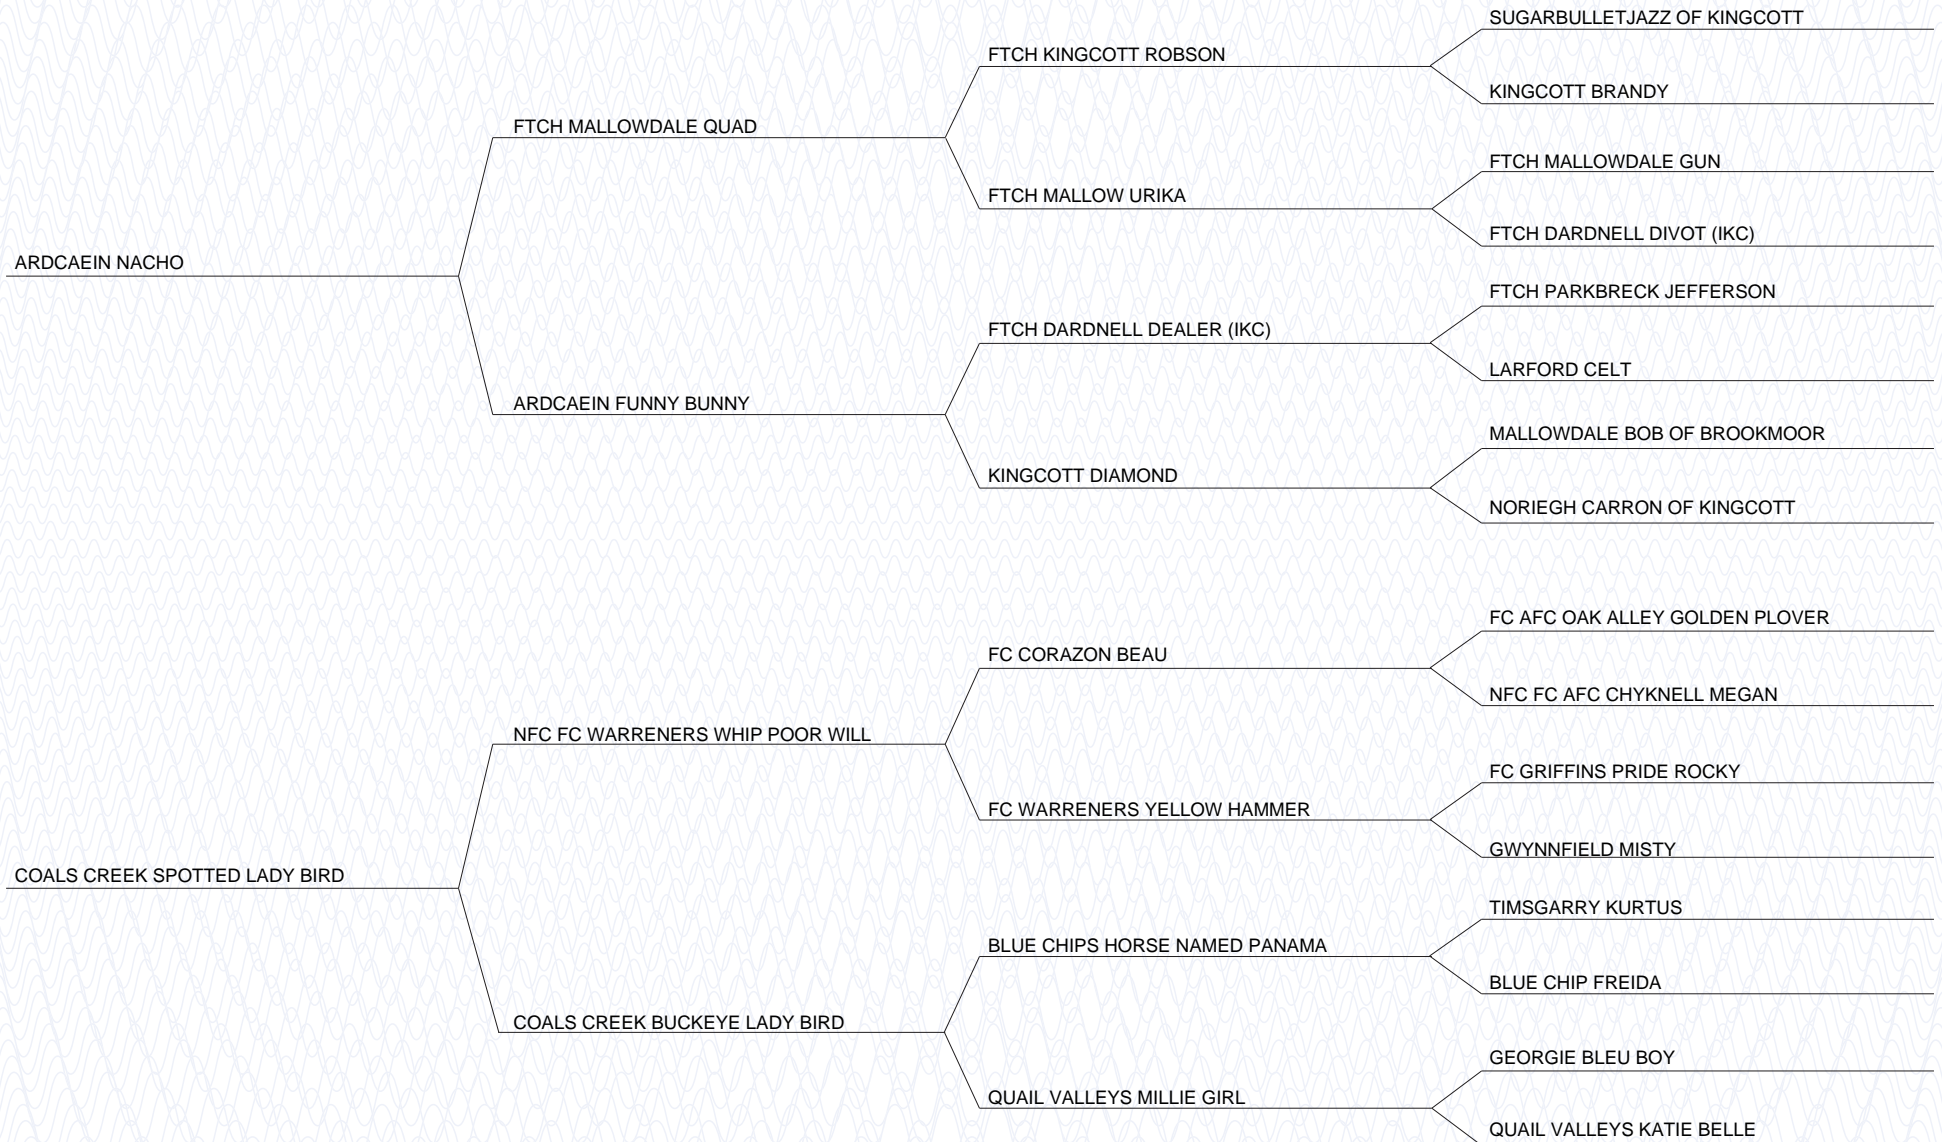 ARDCAEIN NACHO
FTCH MALLOWDALE QUAD
FTCH KINGCOTT ROBSON
SUGARBULLETJAZZ OF KINGCOTT
KINGCOTT BRANDY
FTCH MALLOW URIKA
FTCH MALLOWDALE GUN
FTCH DARDNELL DIVOT (IKC)
ARDCAEIN FUNNY BUNNY
FTCH DARDNELL DEALER (IKC)
FTCH PARKBRECK JEFFERSON
LARFORD CELT
KINGCOTT DIAMOND
MALLOWDALE BOB OF BROOKMOOR
NORIEGH CARRON OF KINGCOTT
COALS CREEK SPOTTED LADY BIRD
NFC FC WARRENERS WHIP POOR WILL
FC CORAZON BEAU
FC AFC OAK ALLEY GOLDEN PLOVER
NFC FC AFC CHYKNELL MEGAN
FC WARRENERS YELLOW HAMMER
FC GRIFFINS PRIDE ROCKY
GWYNNFIELD MISTY
COALS CREEK BUCKEYE LADY BIRD
BLUE CHIPS HORSE NAMED PANAMA
TIMSGARRY KURTUS
BLUE CHIP FREIDA
QUAIL VALLEYS MILLIE GIRL
GEORGIE BLEU BOY
QUAIL VALLEYS KATIE BELLE